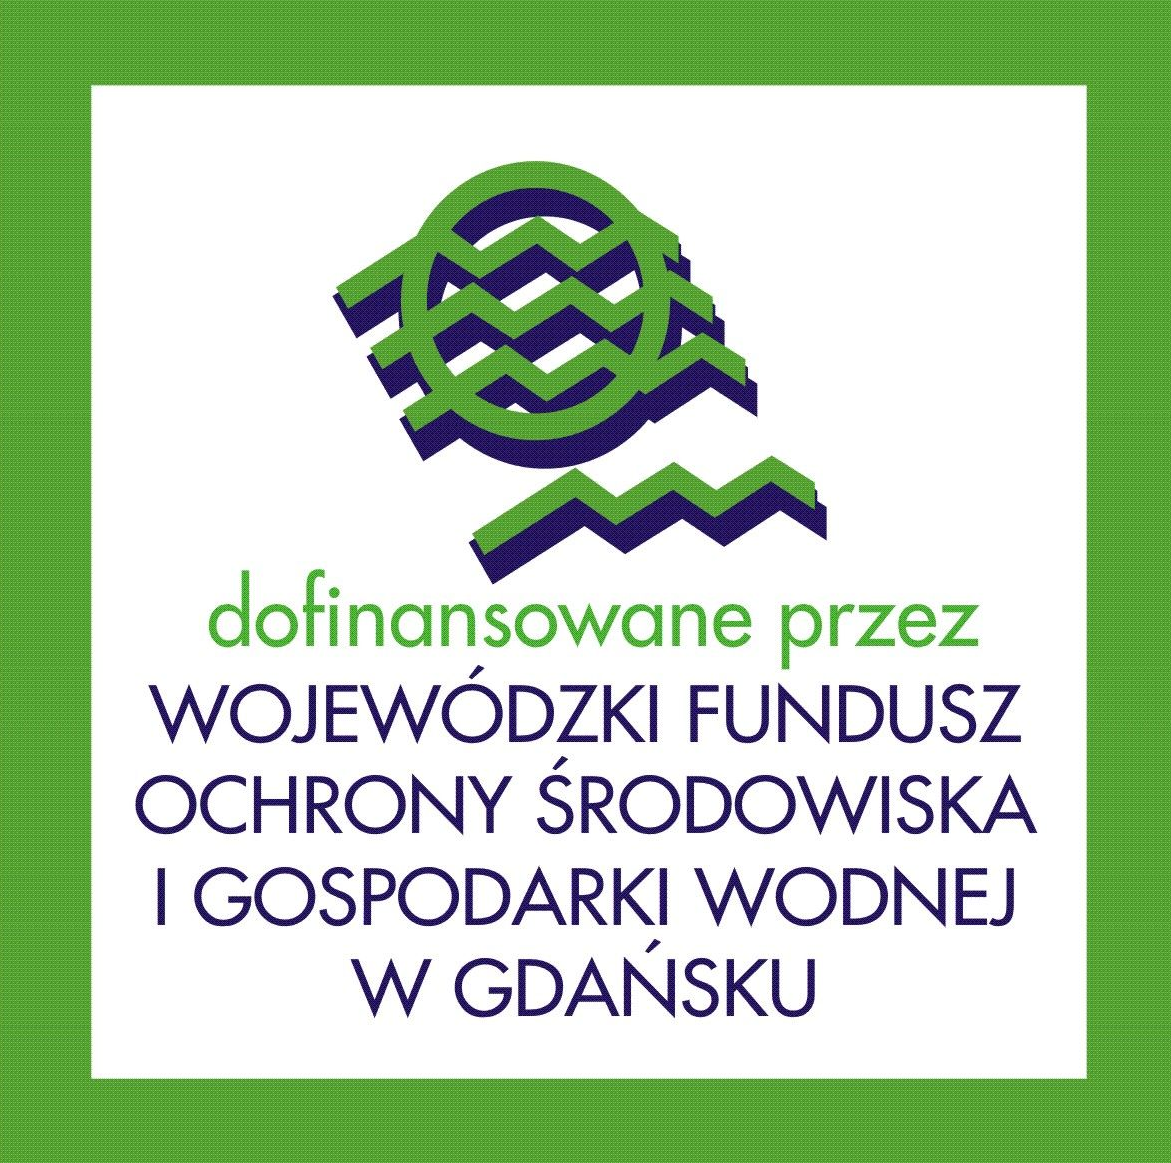 dofinansowane przez
WOJEWÓDZKI FUNDUSZ
OCHRONY ŚRODOWISKA
I GOSPODARKI WODNEJ
W GDAŃSKU